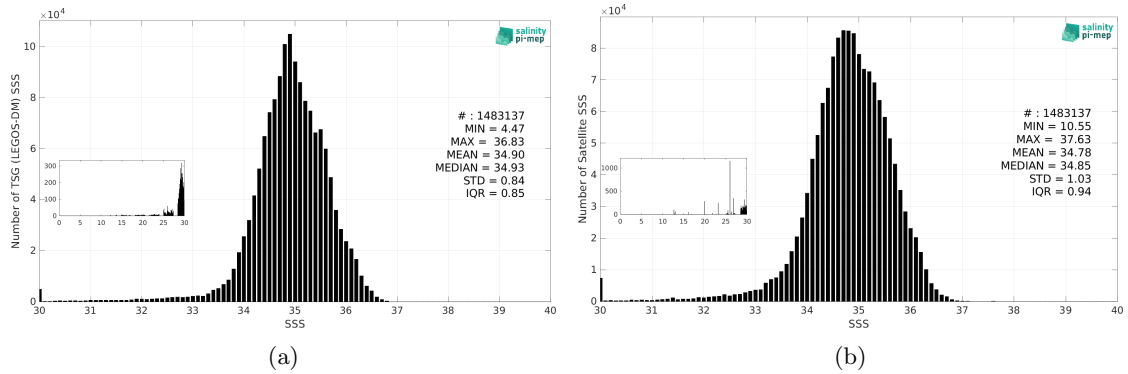 ×10⁴
10
8
6
4
2
0
Number of TSG (LEGOS-DM) SSS
salinity
pi-mep
# : 1483137
MIN = 4.47
MAX = 36.83
MEAN = 34.90
MEDIAN = 34.93
STD = 0.84
IQR = 0.85
300
200
100
0
0 5 10 15 20 25 30
30 31 32 33 34 35 36 37 38 39 40
SSS
(a)
×10⁴
9
8
7
6
5
4
3
2
1
0
Number of Satellite SSS
salinity
pi-mep
# : 1483137
MIN = 10.55
MAX = 37.63
MEAN = 34.78
MEDIAN = 34.85
STD = 1.03
IQR = 0.94
1000
500
0
0 5 10 15 20 25 30
30 31 32 33 34 35 36 37 38 39 40
SSS
(b)